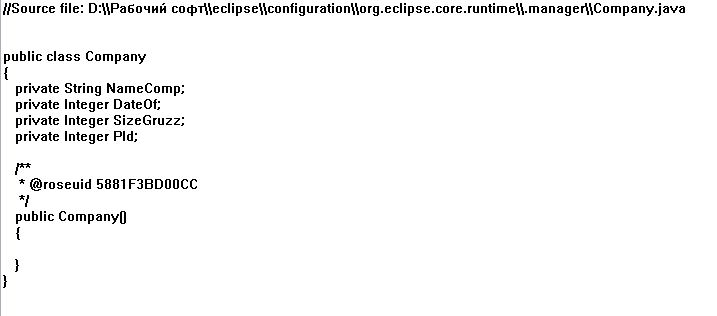 //Source file: D:\\Рабочий софт\\eclipse\\configuration\\org.eclipse.core.runtime\\.manager\\Company.java
public class Company
{
private String NameComp;
private Integer DateOf;
private Integer SizeGruzz;
private Integer PId;
/**
* @roseuid 5881F3BD00CC
*/
public Company()
{
}
}